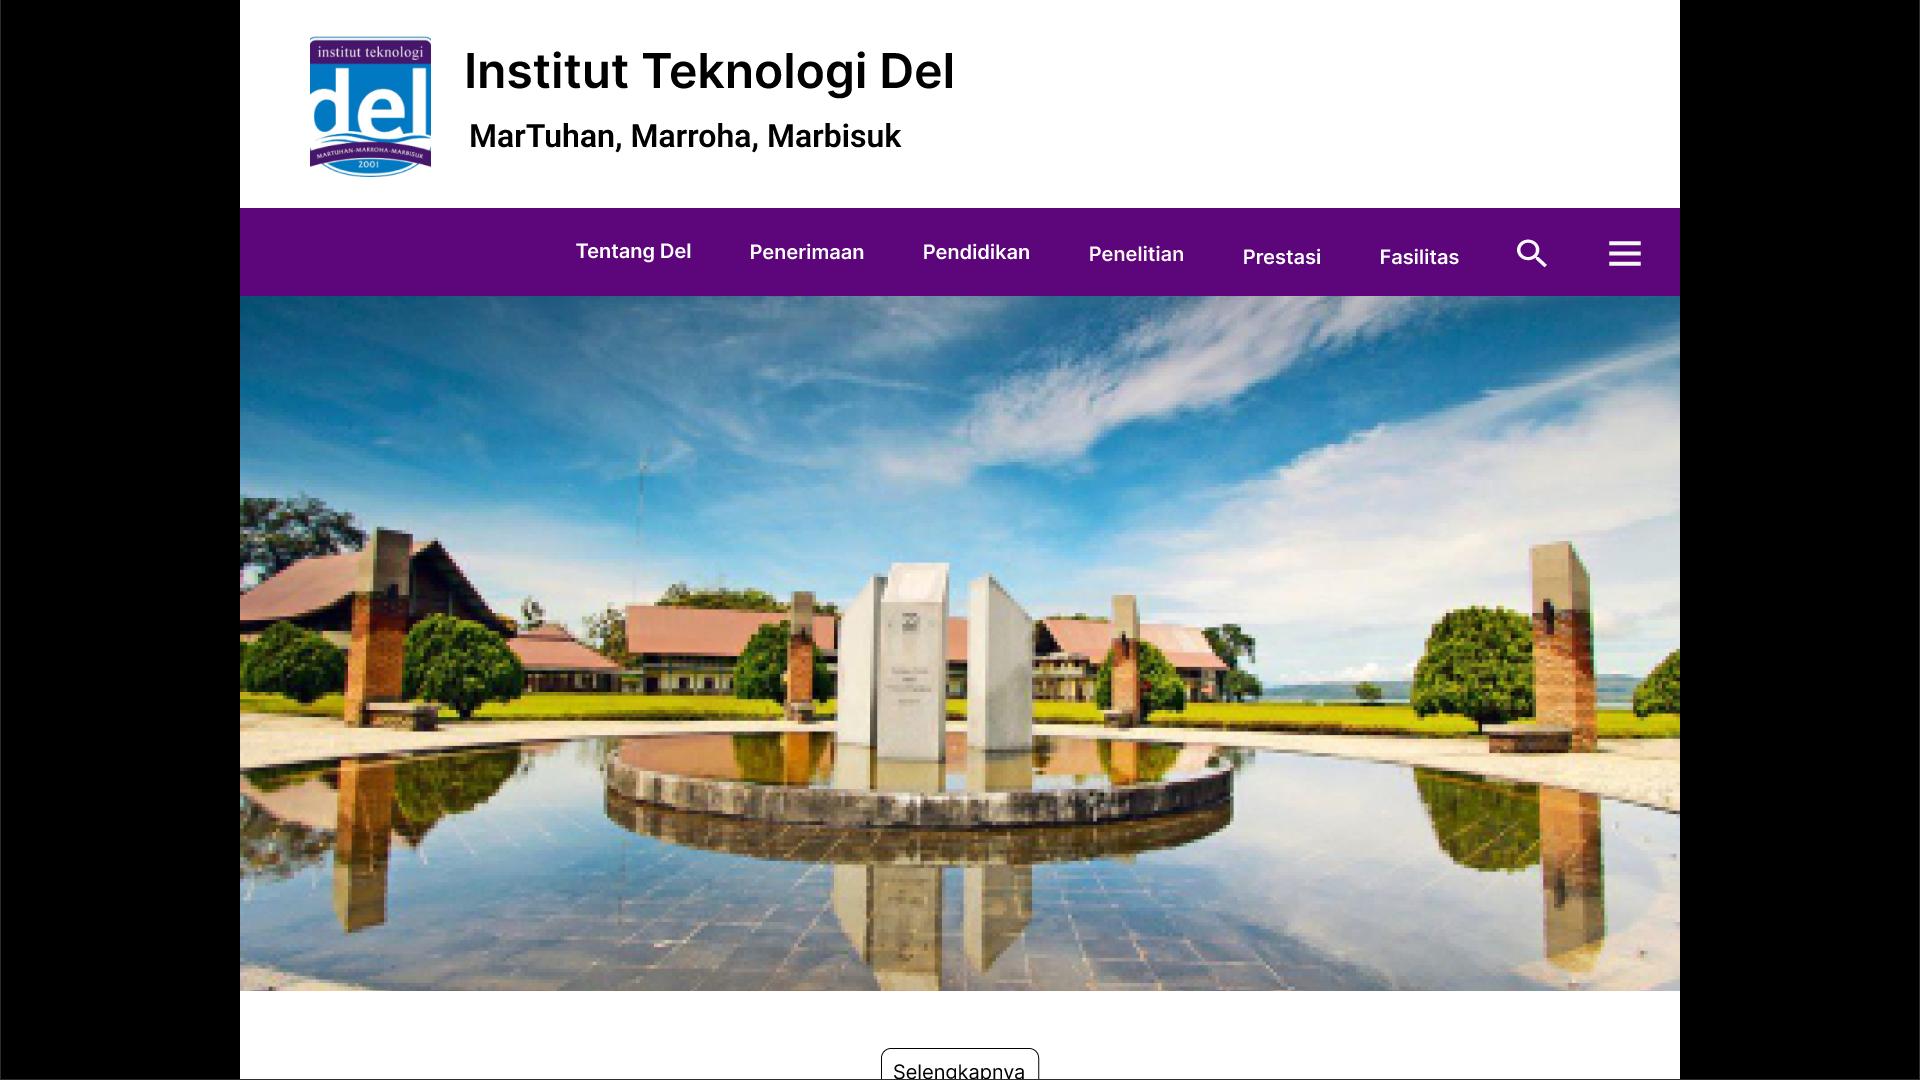 institut teknologi
del
MARTUHAN-MARROHA-MARBISUK
2001
Institut Teknologi Del
MarTuhan, Marroha, Marbisuk
Tentang Del Penerimaan Pendidikan Penelitian Prestasi Fasilitas
Selengkapnya